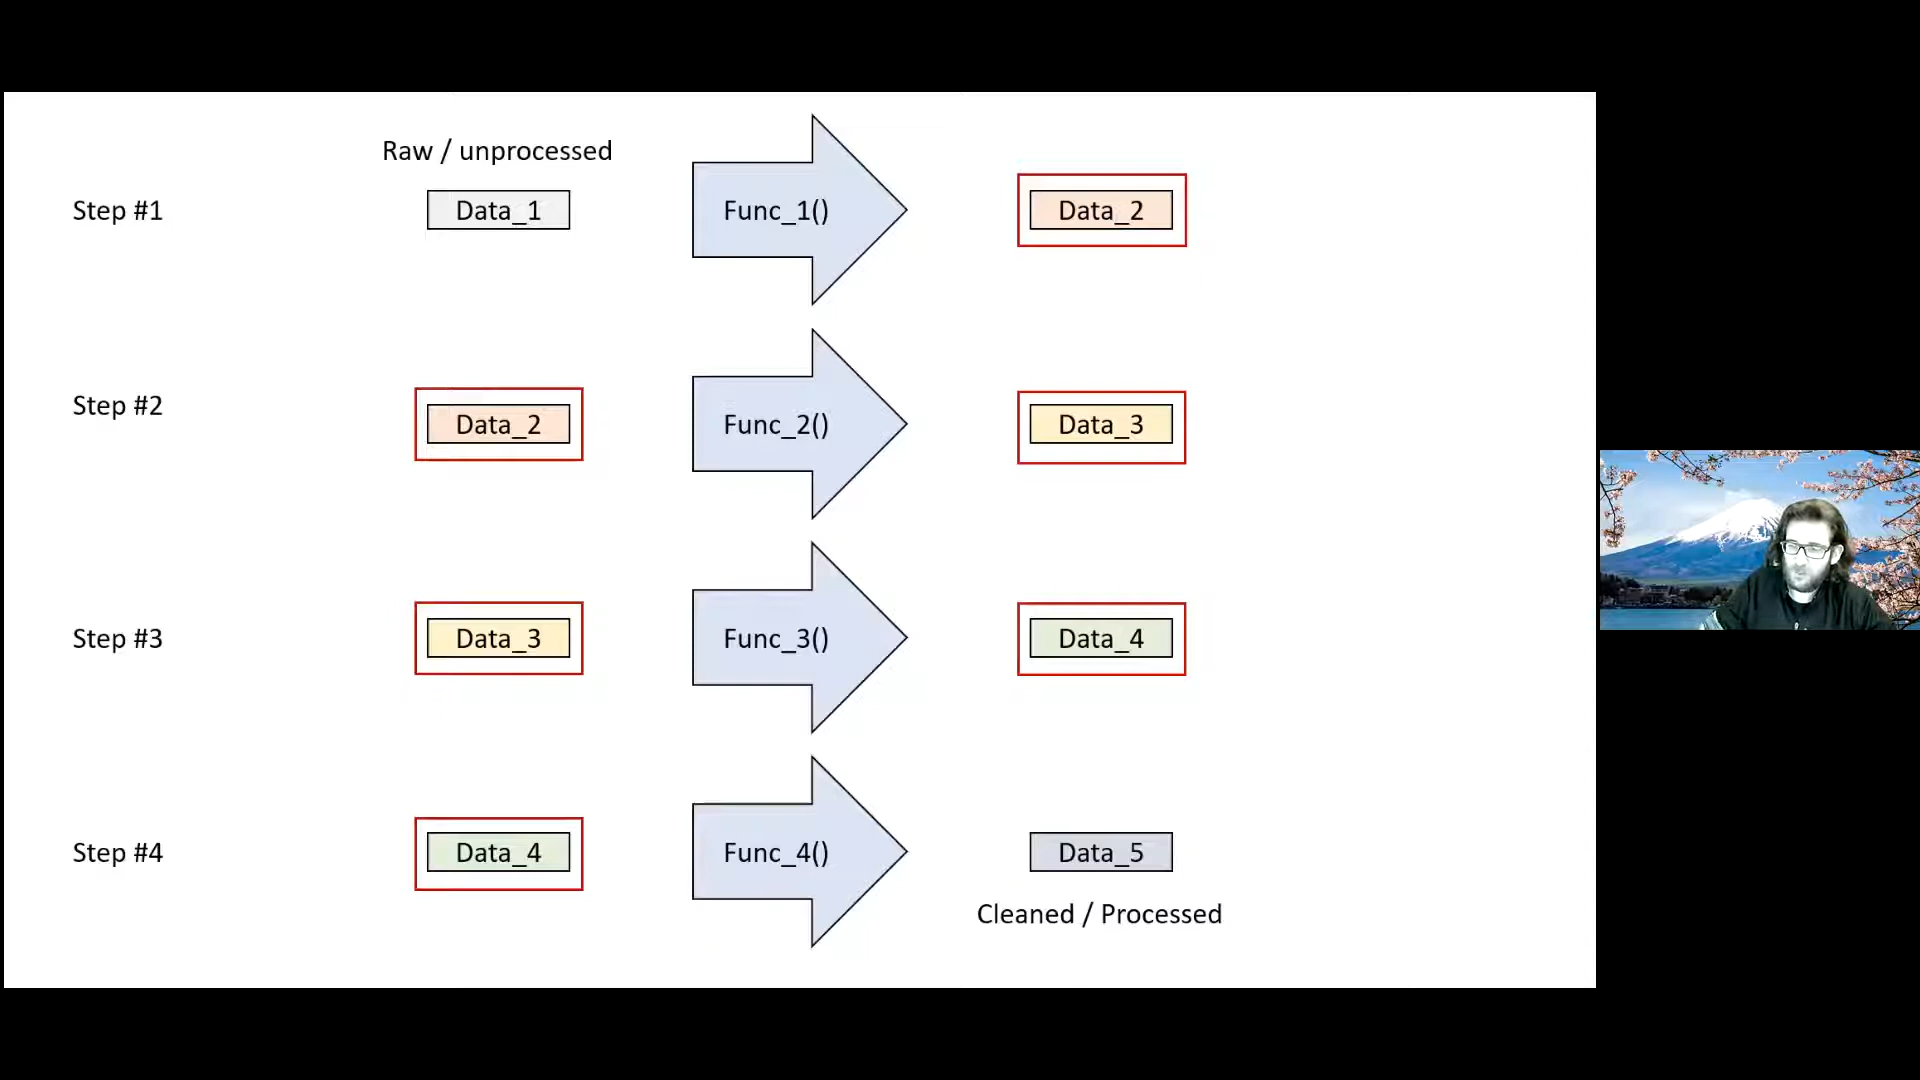 Raw / unprocessed
Step #1
Data_1
Func_1()
Data_2
Step #2
Data_2
Func_2()
Data_3
Step #3
Data_3
Func_3()
Data_4
Step #4
Data_4
Func_4()
Data_5
Cleaned / Processed